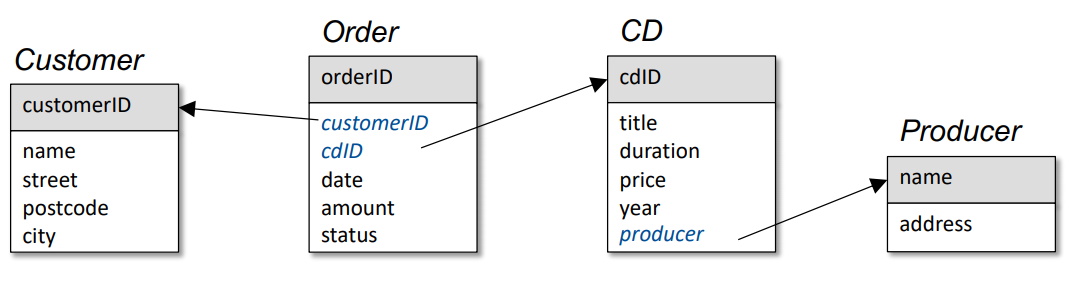 Customer
customerID
name
street
postcode
city
Order
orderID
customerID
cdID
date
amount
status
CD
cdID
title
duration
price
year
producer
Producer
name
address